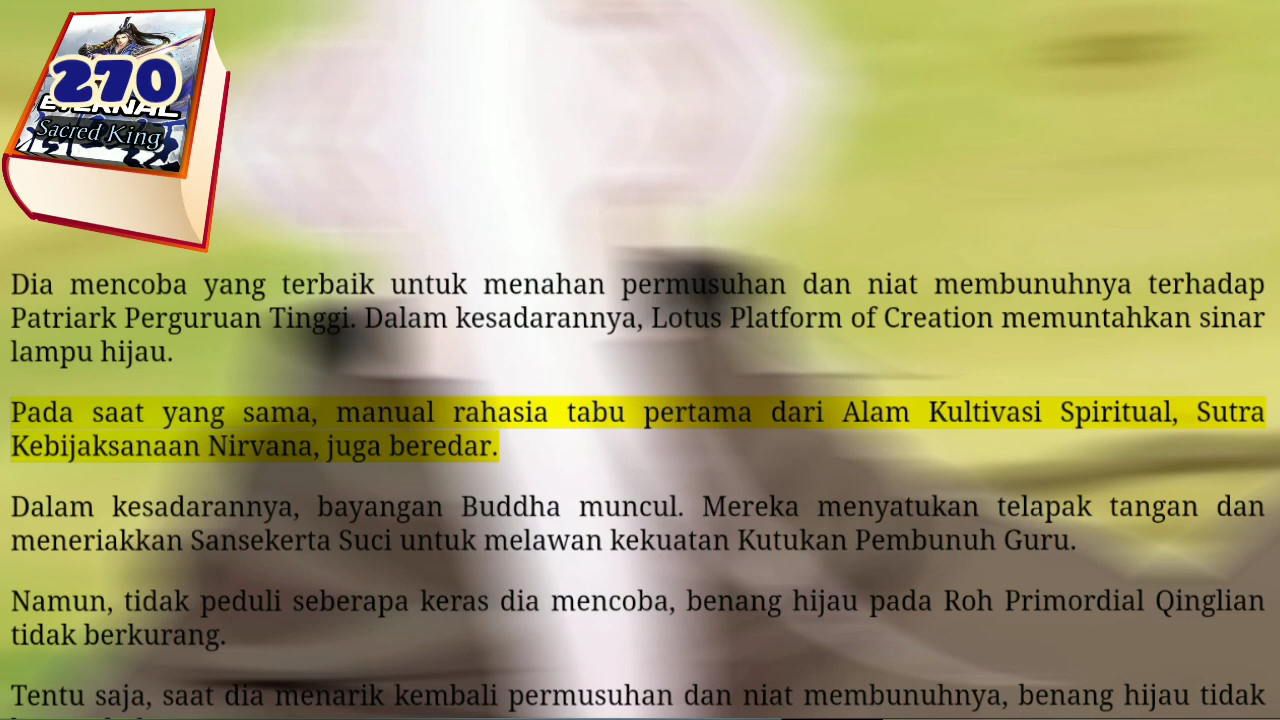 270
ETERNAL
Sacred King
Dia mencoba yang terbaik untuk menahan permusuhan dan niat membunuhnya terhadap
Patriark Perguruan Tinggi. Dalam kesadarannya, Lotus Platform of Creation memuntahkan sinar
lampu hijau.
Pada saat yang sama, manual rahasia tabu pertama dari Alam Kultivasi Spiritual, Sutra
Kebijaksanaan Nirvana, juga beredar.
Dalam kesadarannya, bayangan Buddha muncul. Mereka menyatukan telapak tangan dan
meneriakkan Sansekerta Suci untuk melawan kekuatan Kutukan Pembunuh Guru.
Namun, tidak peduli seberapa keras dia mencoba, benang hijau pada Roh Primordial Qinglian
tidak berkurang.
Tentu saja, saat dia menarik kembali permusuhan dan niat membunuhnya, benang hijau tidak